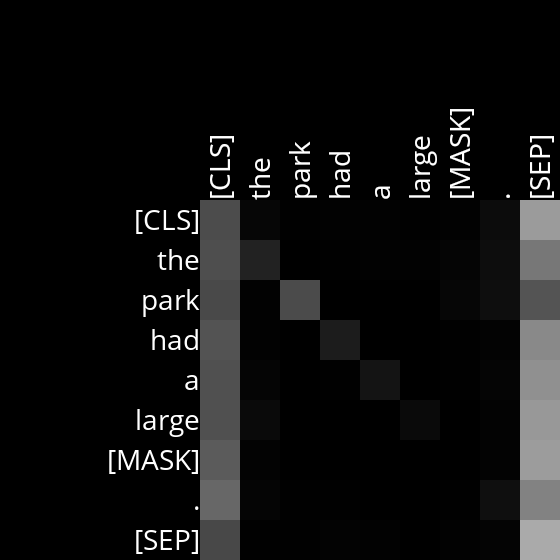 [CLS]
the
park
had
a
large
[MASK]
.
[SEP]
[CLS]
the
park
had
a
large
[MASK]
.
[SEP]